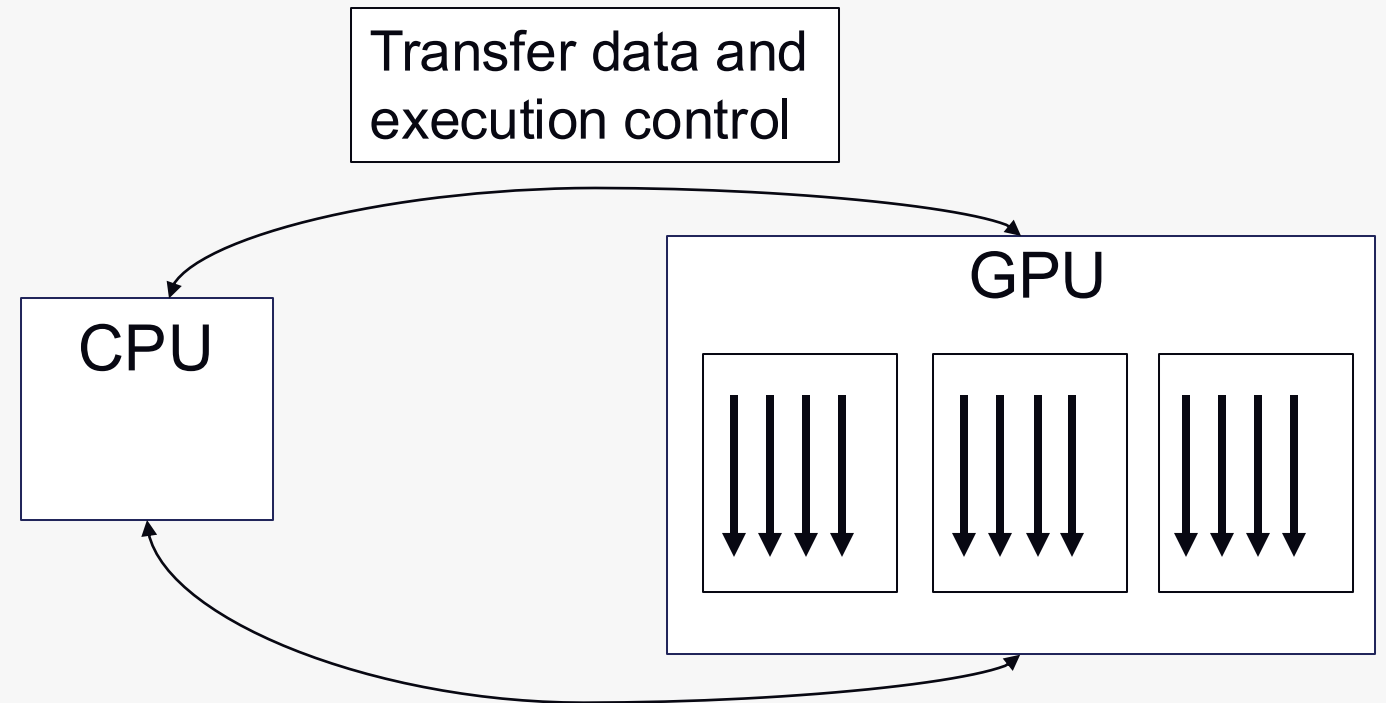 Transfer data and
execution control
GPU
CPU